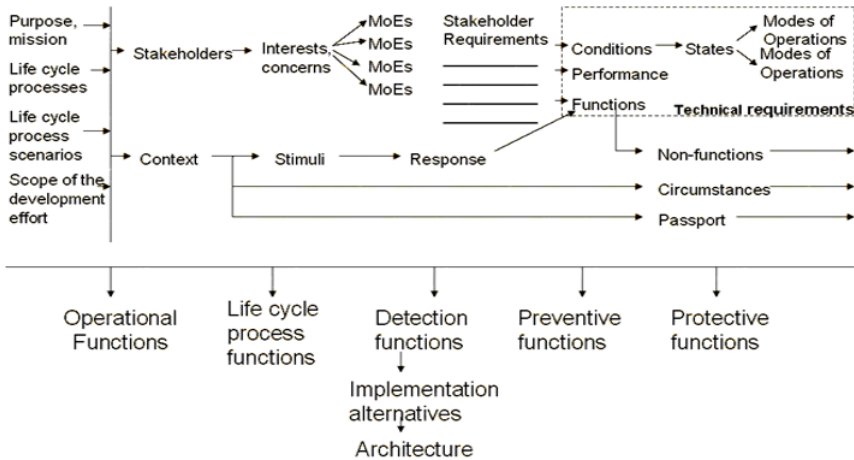 Purpose,
mission
Life cycle
processes
Life cycle
process
scenarios
Scope of the
development
effort
Stakeholders
Interests,
concerns
MoEs
MoEs
MoEs
MoEs
Stakeholder
Requirements
Conditions
Performance
Functions
States
Modes of
Operations
Modes of
Operations
Technical requirements
Context
Stimuli
Response
Non-functions
Circumstances
Passport
Operational
Functions
Life cycle
process
functions
Detection
functions
Preventive
functions
Protective
functions
Implementation
alternatives
Architecture